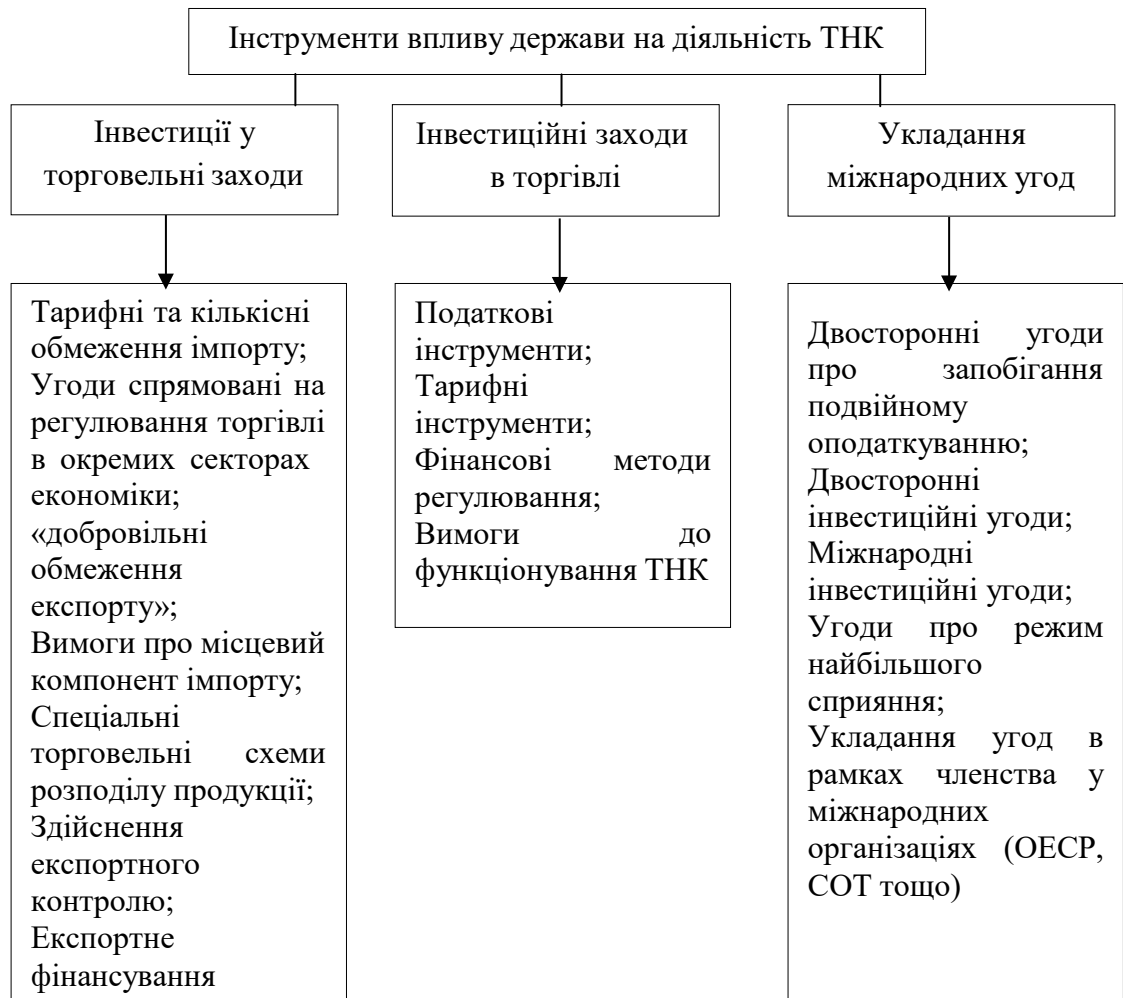 Інструменти впливу держави на діяльність ТНК
Інвестиції у
торговельні заходи
Інвестиційні заходи
в торгівлі
Укладання
міжнародних угод
Тарифні та кількісні
обмеження імпорту;
Угоди спрямовані на
регулювання торгівлі
в окремих секторах
економіки;
«добровільні
обмеження
експорту»;
Вимоги про місцевий
компонент імпорту;
Спеціальні
торговельні схеми
розподілу продукції;
Здійснення
експортного
контролю;
Експортне
фінансування
Податкові
інструменти;
Тарифні
інструменти;
Фінансові методи
регулювання;
Вимоги до
функціонування ТНК
Двосторонні угоди
про запобігання
подвійному
оподаткуванню;
Двосторонні
інвестиційні угоди;
Міжнародні
інвестиційні угоди;
Угоди про режим
найбільшого
сприяння;
Укладання угод в
рамках членства у
міжнародних
організаціях (ОЕСР,
СОТ тощо)